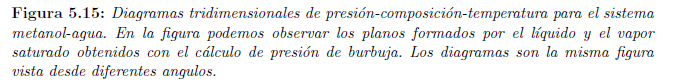 Figura 5.15: Diagramas tridimensionales de presión-composición-temperatura para el sistema
metanol-agua. En la figura podemos observar los planos formados por el líquido y el vapor
saturado obtenidos con el cálculo de presión de burbuja. Los diagramas son la misma figura
vista desde diferentes angulos.